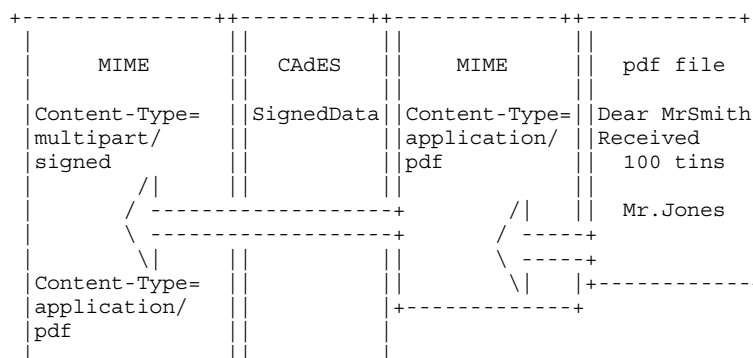 MIME CAdES MIME pdf file
Content-Type= SignedData Content-Type= Dear MrSmith
multipart/ application/ Received
signed pdf 100 tins
Mr.Jones
Content-Type=
application/
pdf